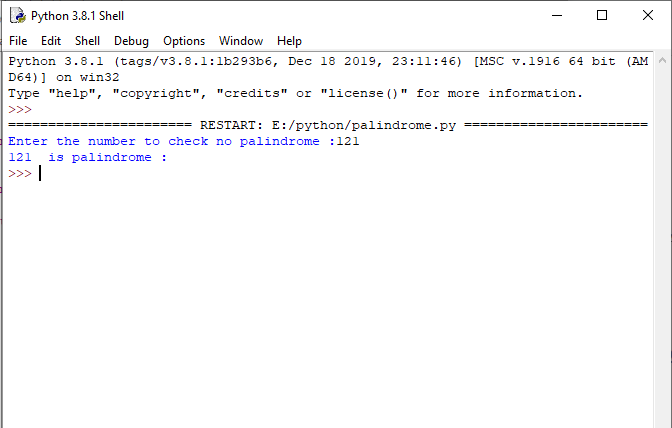 Python 3.8.1 Shell
File Edit Shell Debug Options Window Help
Python 3.8.1 (tags/v3.8.1:1b293b6, Dec 18 2019, 23:11:46) [MSC v.1916 64 bit (AM
D64)] on win32
Type "help", "copyright", "credits" or "license()" for more information.
>>>
======================= RESTART: E:/python/palindrome.py =======================
Enter the number to check no palindrome :121
121  is palindrome :
>>>